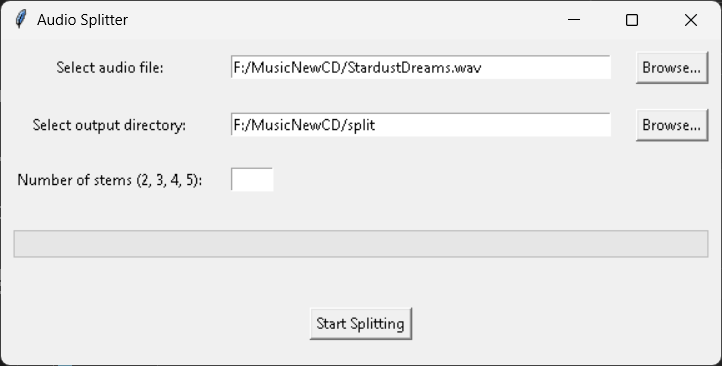 Audio Splitter
Select audio file: F:/MusicNewCD/StardustDreams.wav Browse...
Select output directory: F:/MusicNewCD/split Browse...
Number of stems (2, 3, 4, 5):
Start Splitting